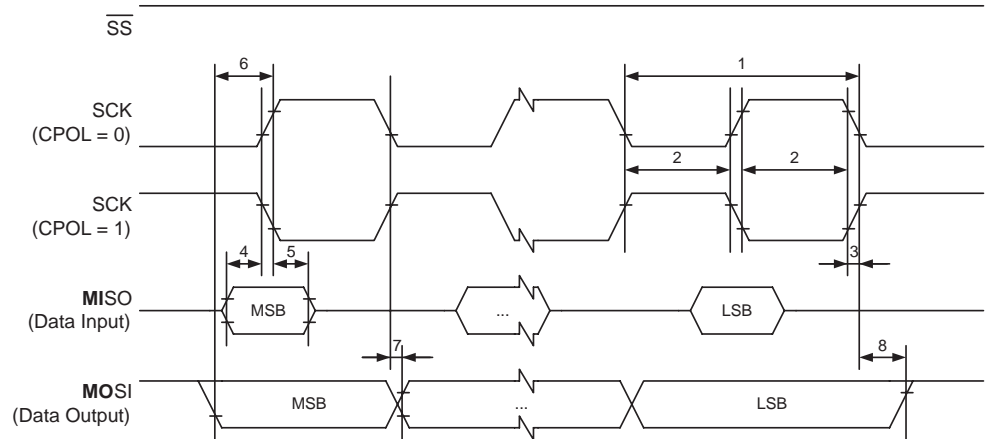 SS
6
1
SCK
(CPOL = 0)
2
2
SCK
(CPOL = 1)
4
5
3
MISO
(Data Input)
MSB
...
LSB
7
8
MOSI
(Data Output)
MSB
...
LSB